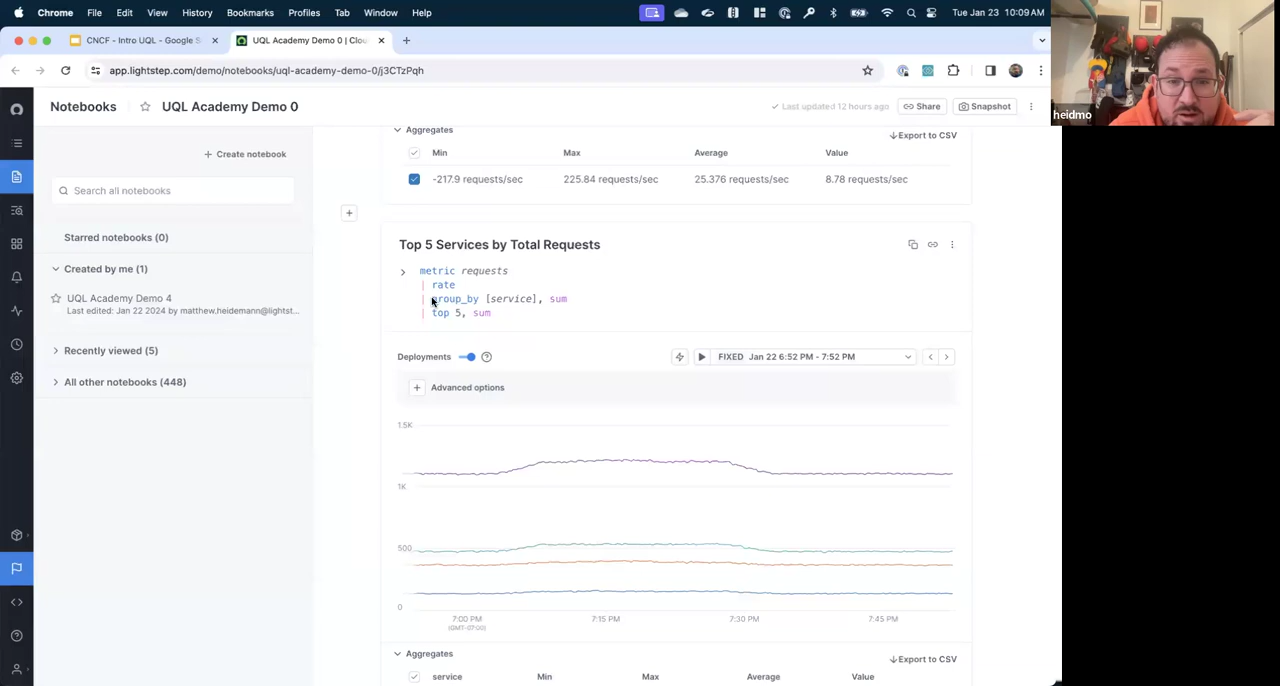 Chrome File Edit View History Bookmarks Profiles Tab Window Help Tue Jan 23 10:09 AM
CNCF - Intro UQL - Google S
UQL Academy Demo 0 | Clou
app.lightstep.com/demo/notebooks/uql-academy-demo-0/j3CTzPqh
heidmo
Notebooks
UQL Academy Demo 0
Last updated 12 hours ago
Share
Snapshot
Create notebook
Search all notebooks
Starred notebooks (0)
Created by me (1)
UQL Academy Demo 4
Last edited: Jan 22 2024 by matthew.heidemann@lightst...
Recently viewed (5)
All other notebooks (448)
Aggregates
Export to CSV
Min Max Average Value
-217.9 requests/sec 225.84 requests/sec 25.376 requests/sec 8.78 requests/sec
Top 5 Services by Total Requests
metric requests
| rate
| group_by [service], sum
| top 5, sum
Deployments
FIXED Jan 22 6:52 PM - 7:52 PM
Advanced options
1.5K
1K
500
0
7:00 PM 7:15 PM 7:30 PM 7:45 PM
(GMT-07:00)
Aggregates
Export to CSV
service Min Max Average Value